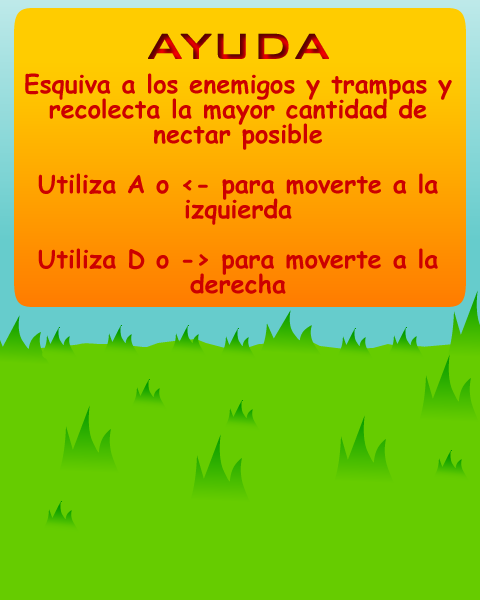 AYUDA
Esquiva a los enemigos y trampas y
recolecta la mayor cantidad de
nectar posible
Utiliza A o <- para moverte a la
izquierda
Utiliza D o -> para moverte a la
derecha